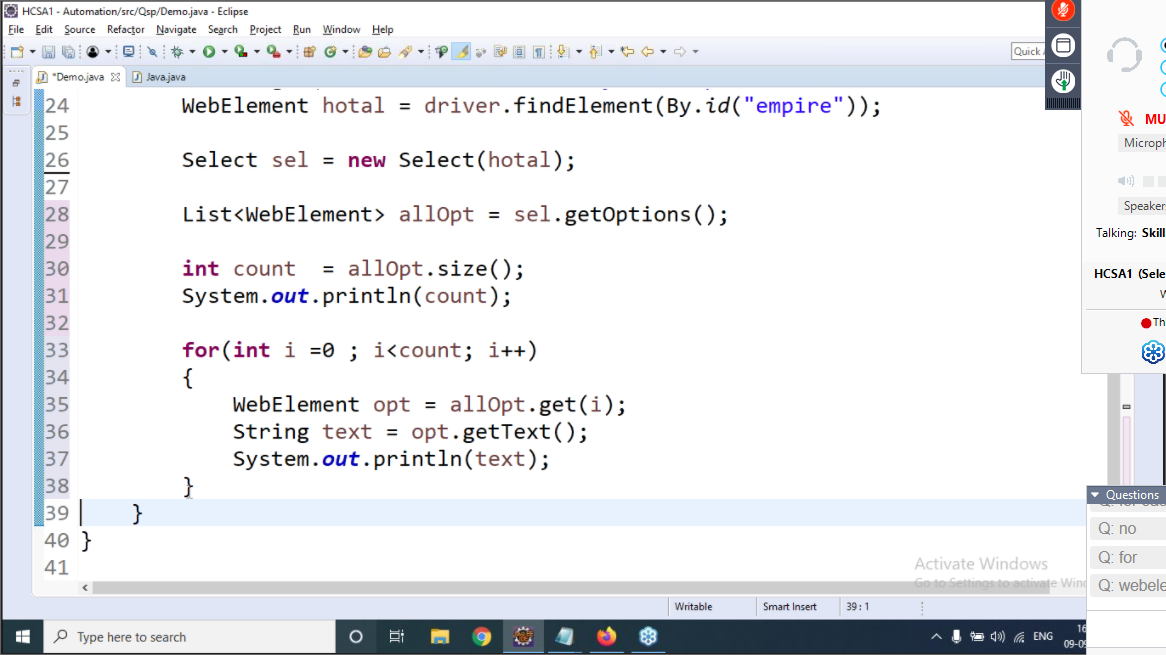 HCSA1 - Automation/src/Qsp/Demo.java - Eclipse
File Edit Source Refactor Navigate Search Project Run Window Help
Quick
*Demo.java Java.java
24 WebElement hotal = driver.findElement(By.id("empire"));
25
26 Select sel = new Select(hotal);
27
28 List<WebElement> allOpt = sel.getOptions();
29
30 int count = allOpt.size();
31 System.out.println(count);
32
33 for(int i =0 ; i<count; i++)
34 {
35 WebElement opt = allOpt.get(i);
36 String text = opt.getText();
37 System.out.println(text);
38 }
39 }
40 }
41
MU
Microph
Speaker
Talking: Skill
HCSA1 (Sele
W
Th
Questions
Q: no
Q: for
Q: webele
Activate Windows
Go to Settings to activate Wind
Writable Smart Insert 39 : 1
Type here to search
ENG
16
09-09